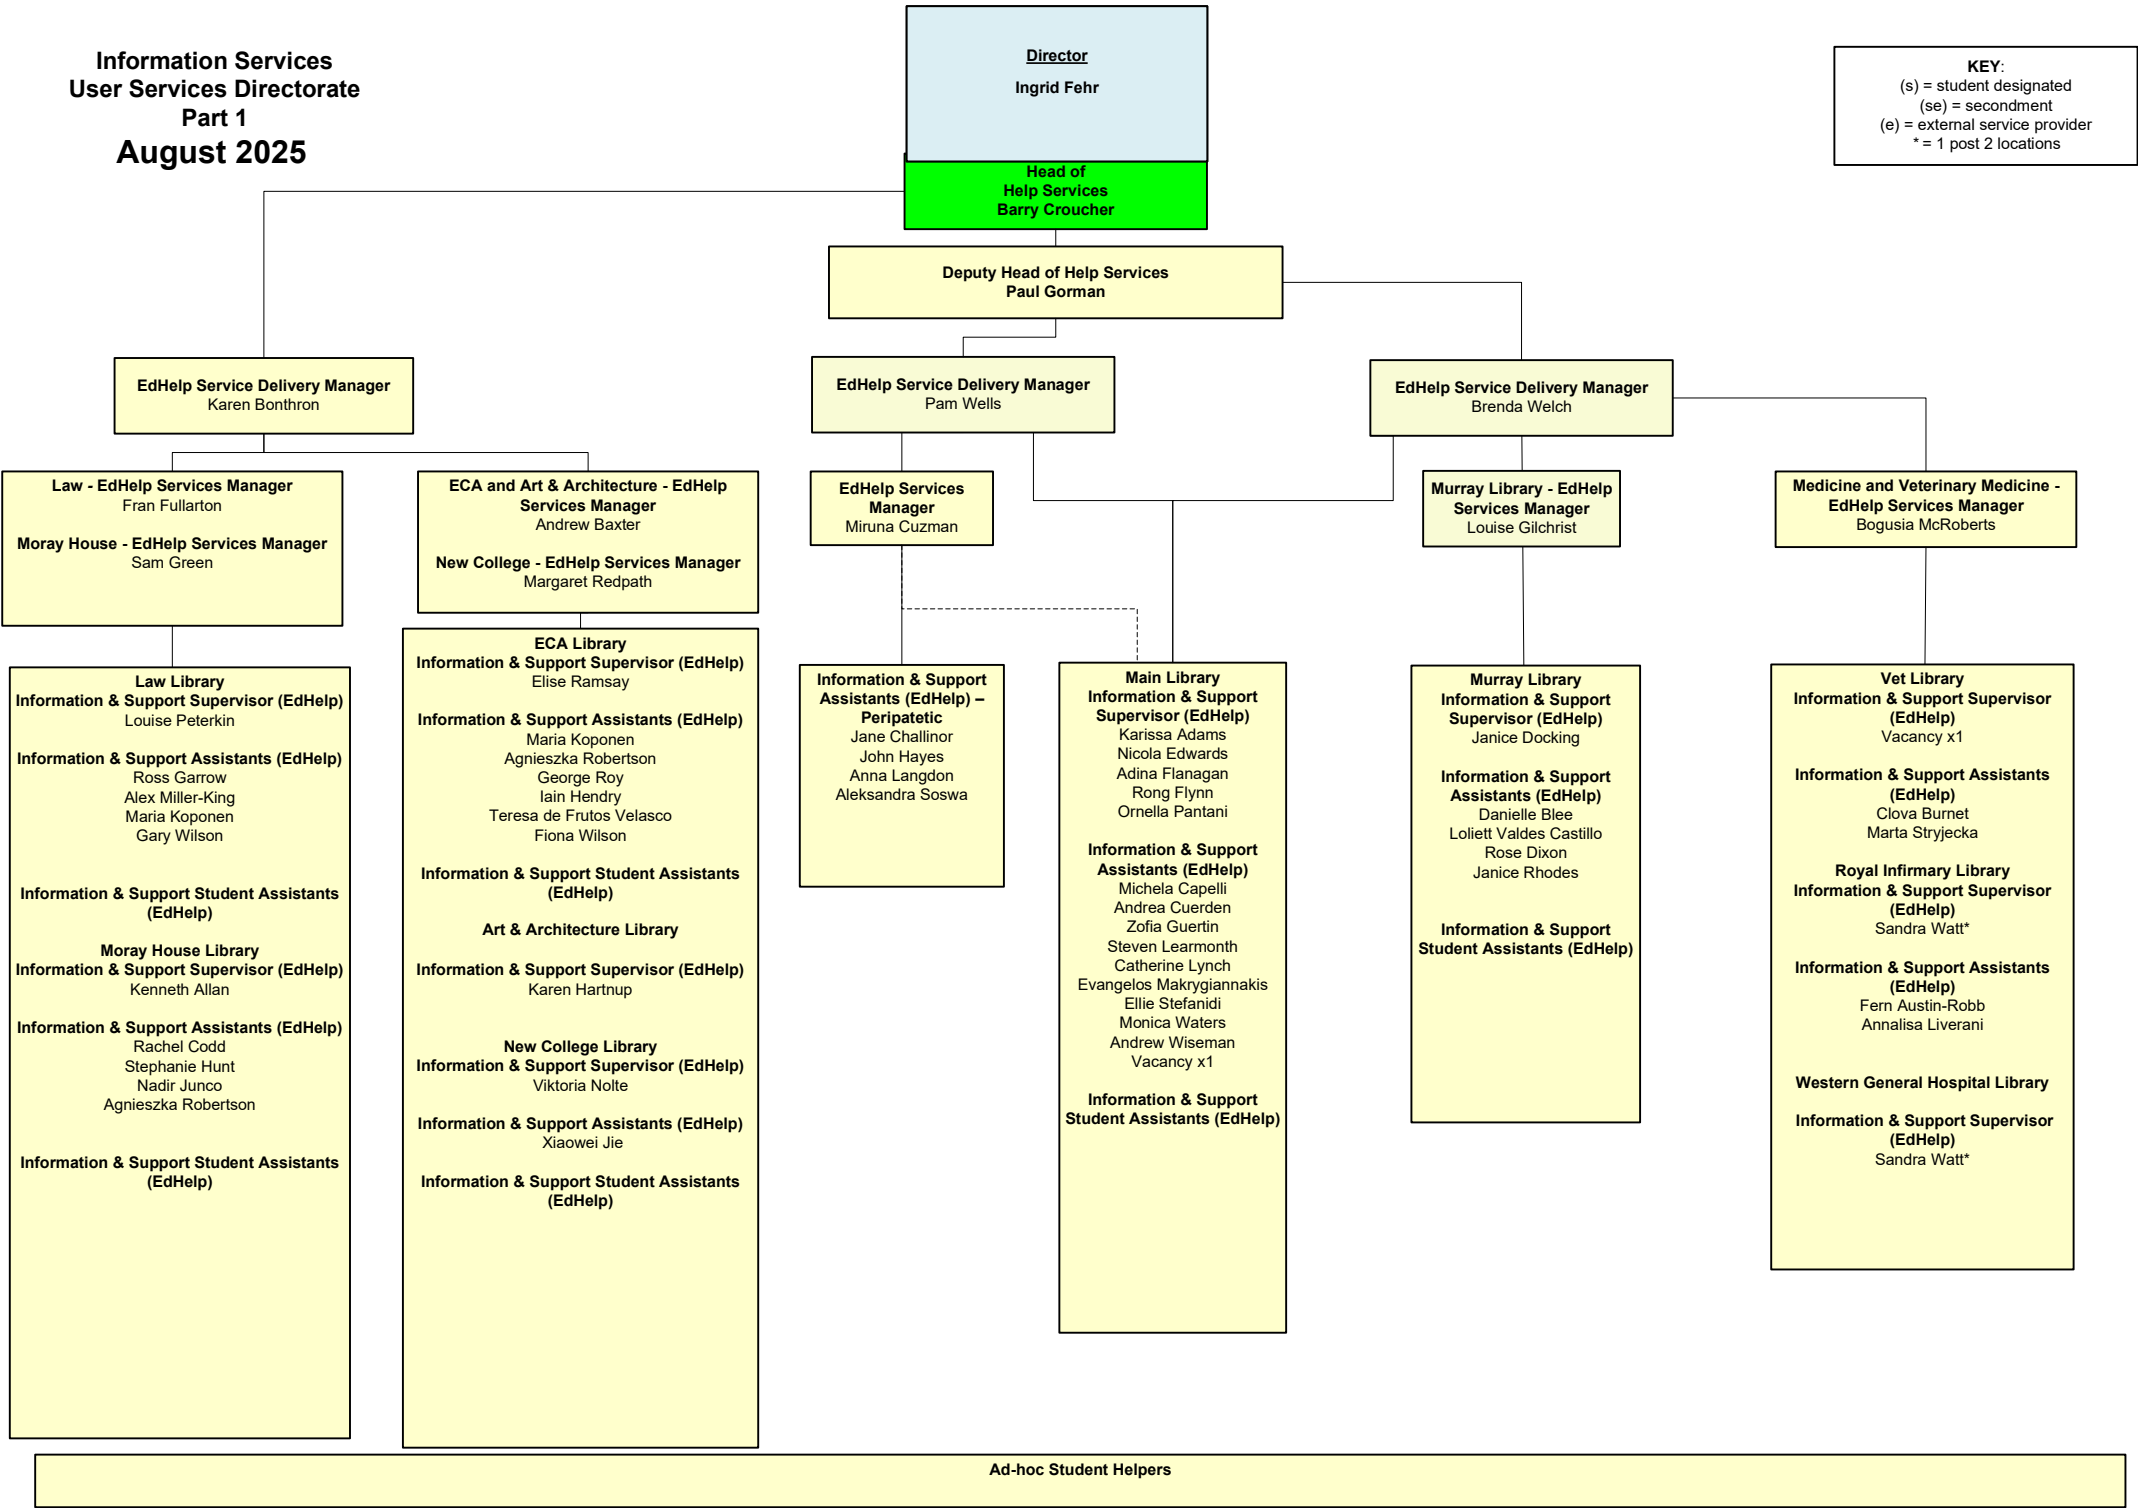 Information Services
User Services Directorate
Part 1
August 2025
Director
Ingrid Fehr
KEY:
(s) = student designated
(se) = secondment
(e) = external service provider
* = 1 post 2 locations
Head of
Help Services
Barry Croucher
Deputy Head of Help Services
Paul Gorman
EdHelp Service Delivery Manager
Karen Bonthron
EdHelp Service Delivery Manager
Pam Wells
EdHelp Service Delivery Manager
Brenda Welch
Law - EdHelp Services Manager
Fran Fullarton
Moray House - EdHelp Services Manager
Sam Green
ECA and Art & Architecture - EdHelp
Services Manager
Andrew Baxter
New College - EdHelp Services Manager
Margaret Redpath
EdHelp Services
Manager
Miruna Cuzman
Murray Library - EdHelp
Services Manager
Louise Gilchrist
Medicine and Veterinary Medicine -
EdHelp Services Manager
Bogusia McRoberts
Law Library
Information & Support Supervisor (EdHelp)
Louise Peterkin
Information & Support Assistants (EdHelp)
Ross Garrow
Alex Miller-King
Maria Koponen
Gary Wilson
Information & Support Student Assistants
(EdHelp)
Moray House Library
Information & Support Supervisor (EdHelp)
Kenneth Allan
Information & Support Assistants (EdHelp)
Rachel Codd
Stephanie Hunt
Nadir Junco
Agnieszka Robertson
Information & Support Student Assistants
(EdHelp)
ECA Library
Information & Support Supervisor (EdHelp)
Elise Ramsay
Information & Support Assistants (EdHelp)
Maria Koponen
Agnieszka Robertson
George Roy
Iain Hendry
Teresa de Frutos Velasco
Fiona Wilson
Information & Support Student Assistants
(EdHelp)
Art & Architecture Library
Information & Support Supervisor (EdHelp)
Karen Hartnup
New College Library
Information & Support Supervisor (EdHelp)
Viktoria Nolte
Information & Support Assistants (EdHelp)
Xiaowei Jie
Information & Support Student Assistants
(EdHelp)
Information & Support
Assistants (EdHelp) –
Peripatetic
Jane Challinor
John Hayes
Anna Langdon
Aleksandra Soswa
Main Library
Information & Support
Supervisor (EdHelp)
Karissa Adams
Nicola Edwards
Adina Flanagan
Rong Flynn
Ornella Pantani
Information & Support
Assistants (EdHelp)
Michela Capelli
Andrea Cuerden
Zofia Guertin
Steven Learmonth
Catherine Lynch
Evangelos Makrygiannakis
Ellie Stefanidi
Monica Waters
Andrew Wiseman
Vacancy x1
Information & Support
Student Assistants (EdHelp)
Murray Library
Information & Support
Supervisor (EdHelp)
Janice Docking
Information & Support
Assistants (EdHelp)
Danielle Blee
Loliett Valdes Castillo
Rose Dixon
Janice Rhodes
Information & Support
Student Assistants (EdHelp)
Vet Library
Information & Support Supervisor
(EdHelp)
Vacancy x1
Information & Support Assistants
(EdHelp)
Clova Burnet
Marta Stryjecka
Royal Infirmary Library
Information & Support Supervisor
(EdHelp)
Sandra Watt*
Information & Support Assistants
(EdHelp)
Fern Austin-Robb
Annalisa Liverani
Western General Hospital Library
Information & Support Supervisor
(EdHelp)
Sandra Watt*
Ad-hoc Student Helpers